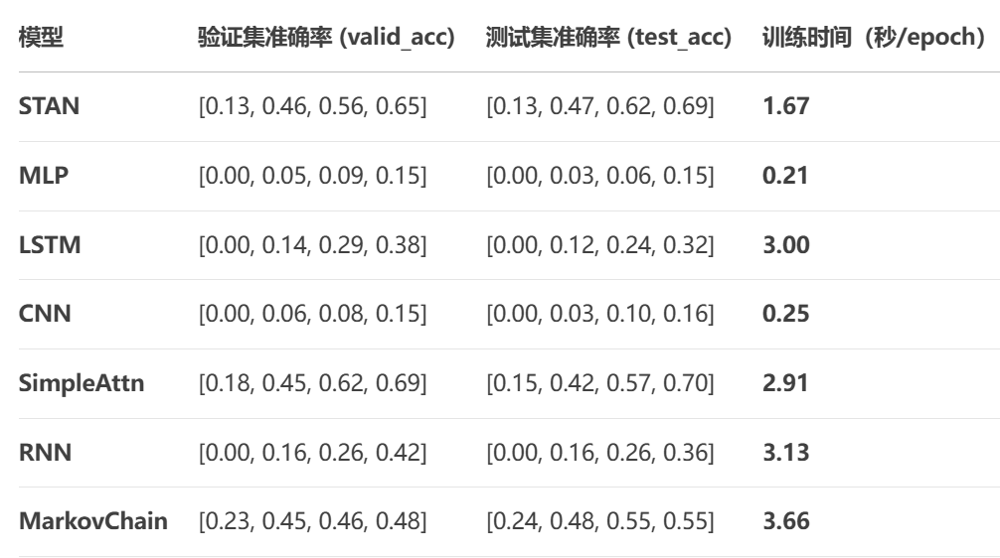 模型 验证集准确率 (valid_acc) 测试集准确率 (test_acc) 训练时间（秒/epoch）
STAN [0.13, 0.46, 0.56, 0.65] [0.13, 0.47, 0.62, 0.69] 1.67
MLP [0.00, 0.05, 0.09, 0.15] [0.00, 0.03, 0.06, 0.15] 0.21
LSTM [0.00, 0.14, 0.29, 0.38] [0.00, 0.12, 0.24, 0.32] 3.00
CNN [0.00, 0.06, 0.08, 0.15] [0.00, 0.03, 0.10, 0.16] 0.25
SimpleAttn [0.18, 0.45, 0.62, 0.69] [0.15, 0.42, 0.57, 0.70] 2.91
RNN [0.00, 0.16, 0.26, 0.42] [0.00, 0.16, 0.26, 0.36] 3.13
MarkovChain [0.23, 0.45, 0.46, 0.48] [0.24, 0.48, 0.55, 0.55] 3.66